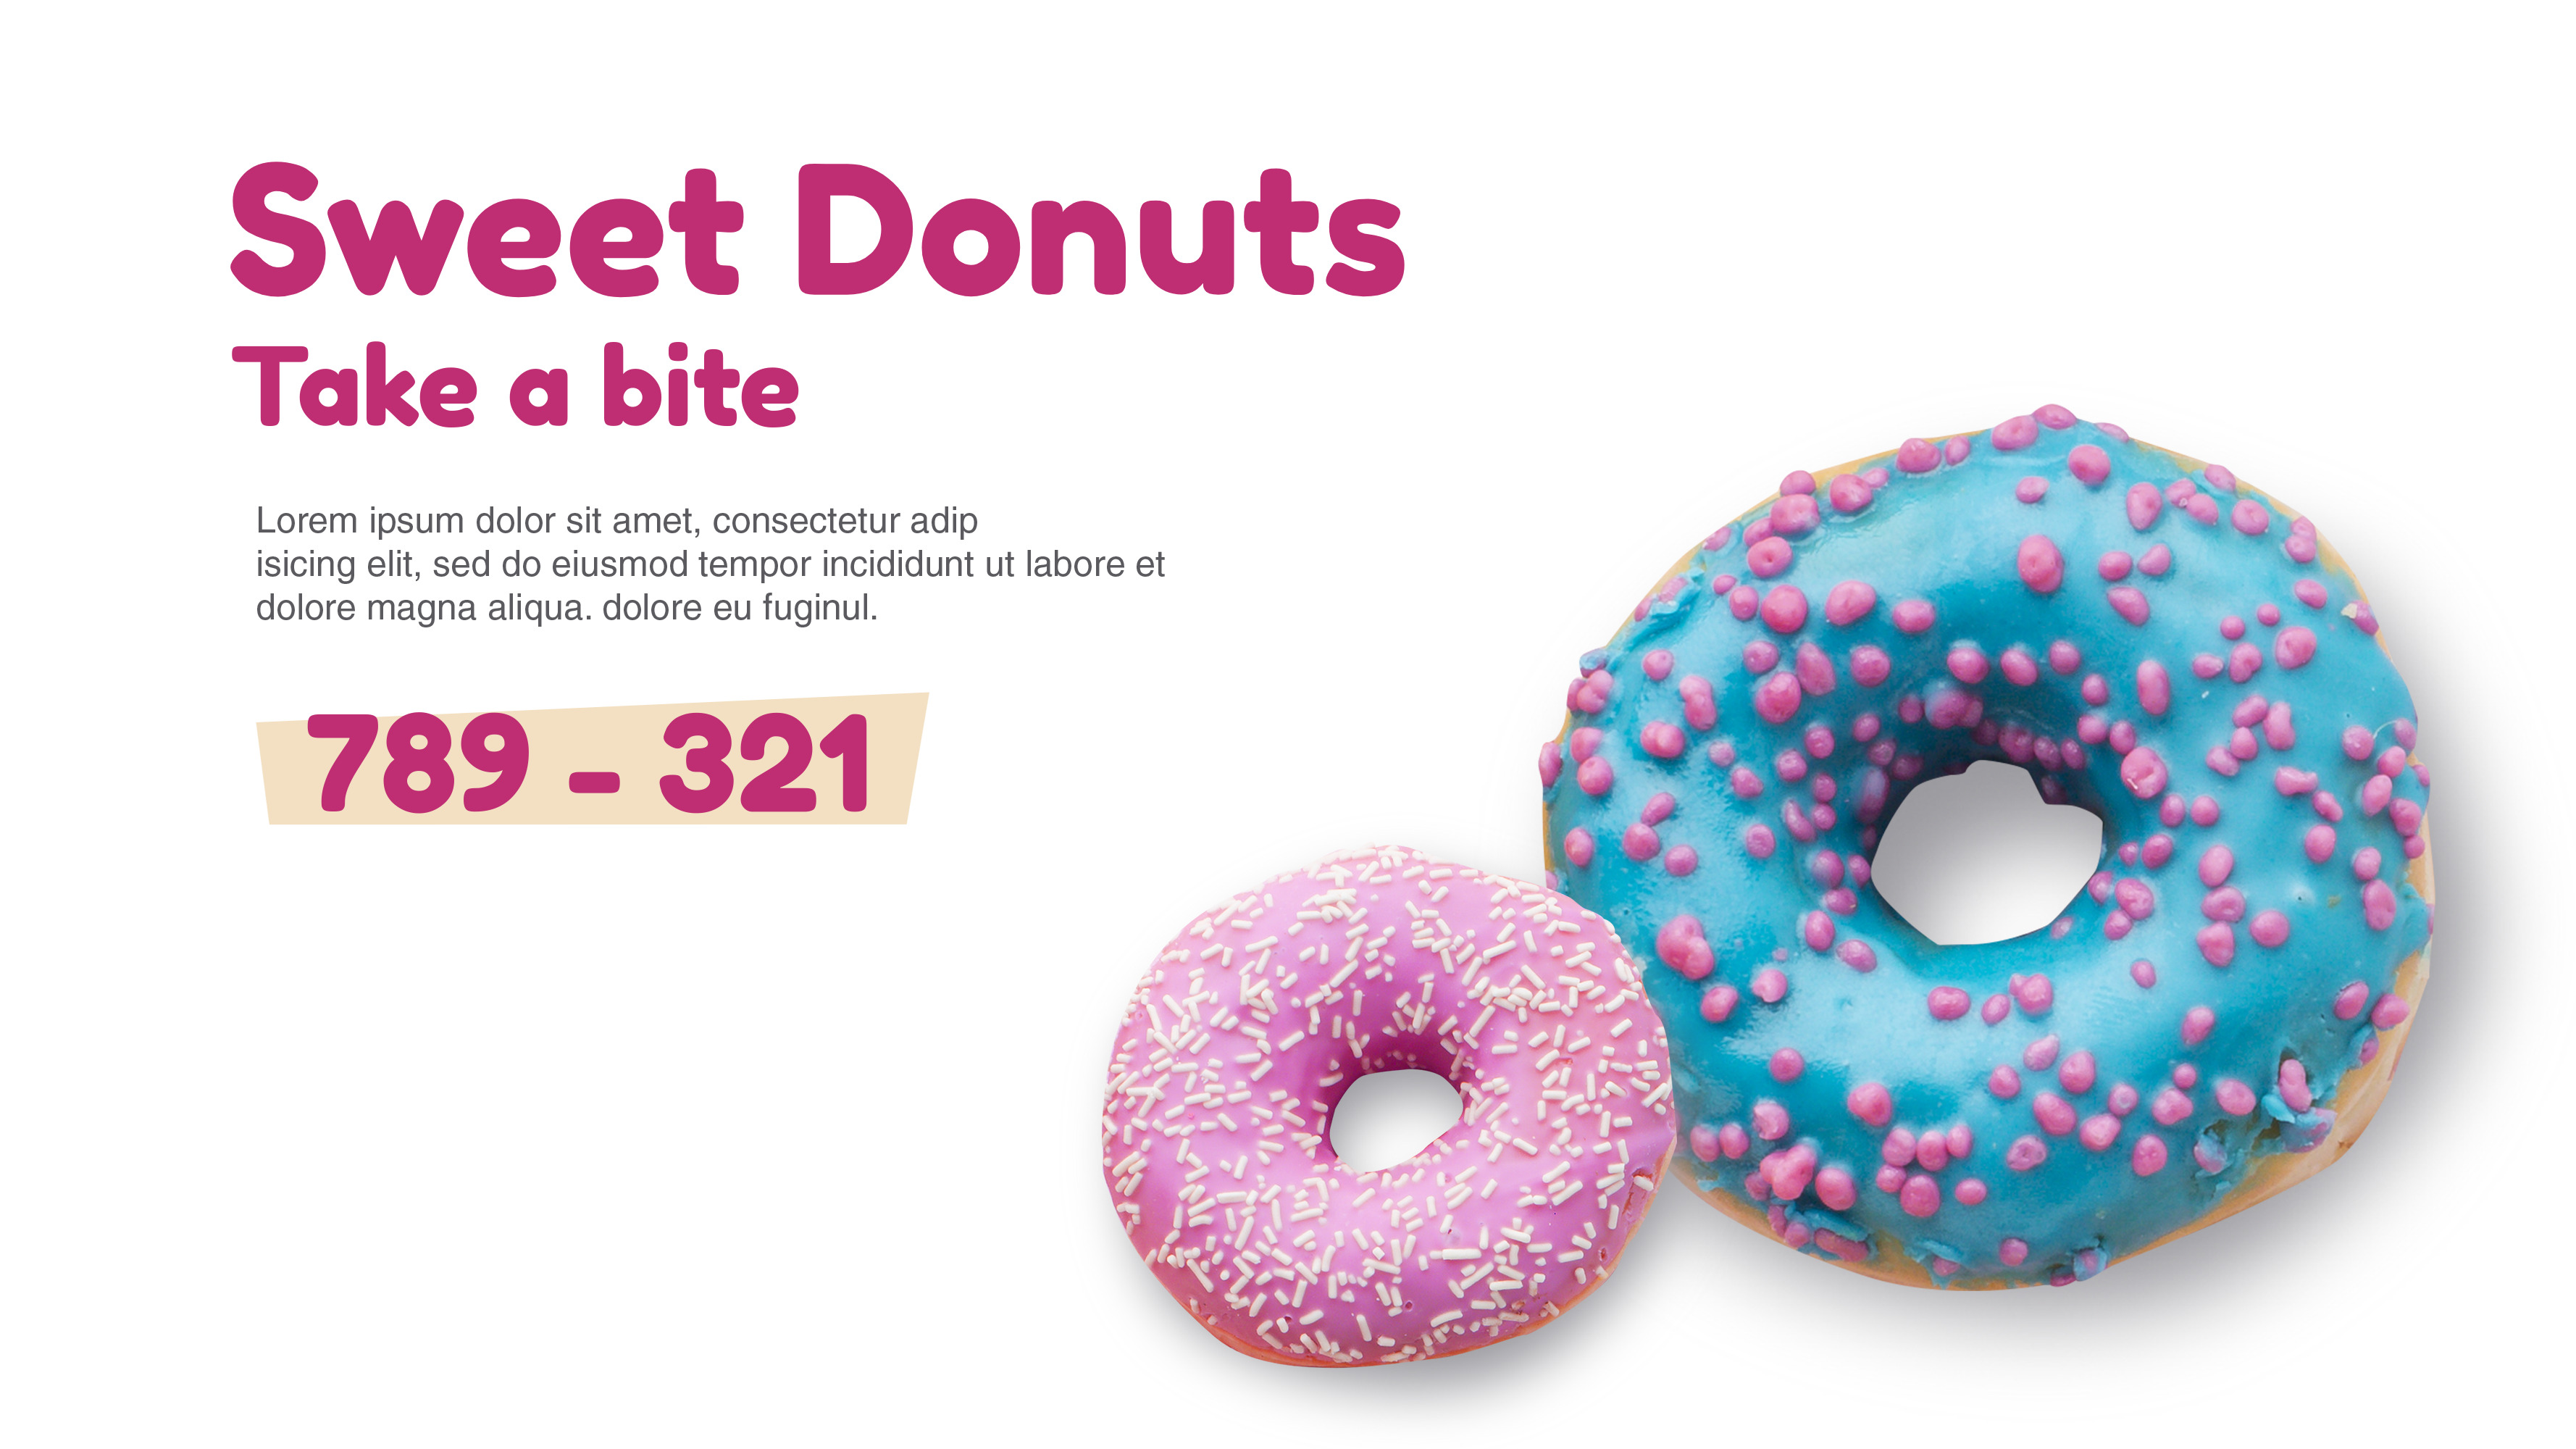 Sweet Donuts
Take a bite
Lorem ipsum dolor sit amet, consectetur adip
isicing elit, sed do eiusmod tempor incididunt ut labore et
dolore magna aliqua. dolore eu fuginul.
789 - 321